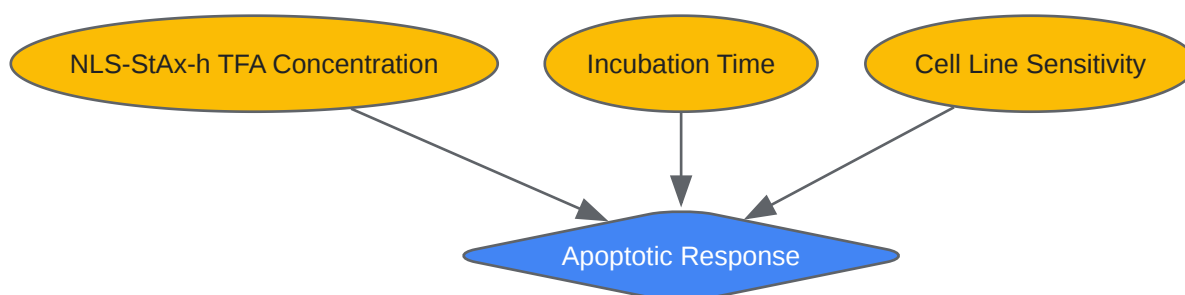 NLS-StAx-h TFA Concentration
Incubation Time
Cell Line Sensitivity
Apoptotic Response